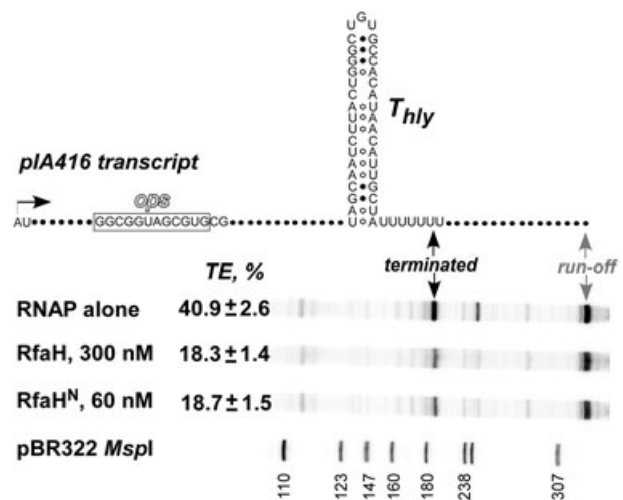 T hly
pIA416 transcript
ops
AU GGCGGUAGCGUGCG UUUUUUU
TE, %
terminated
run-off
RNAP alone 40.9±2.6
RfaH, 300 nM 18.3±1.4
RfaHᴺ, 60 nM 18.7±1.5
pBR322 MspI
110 123 147 160 180 238 307